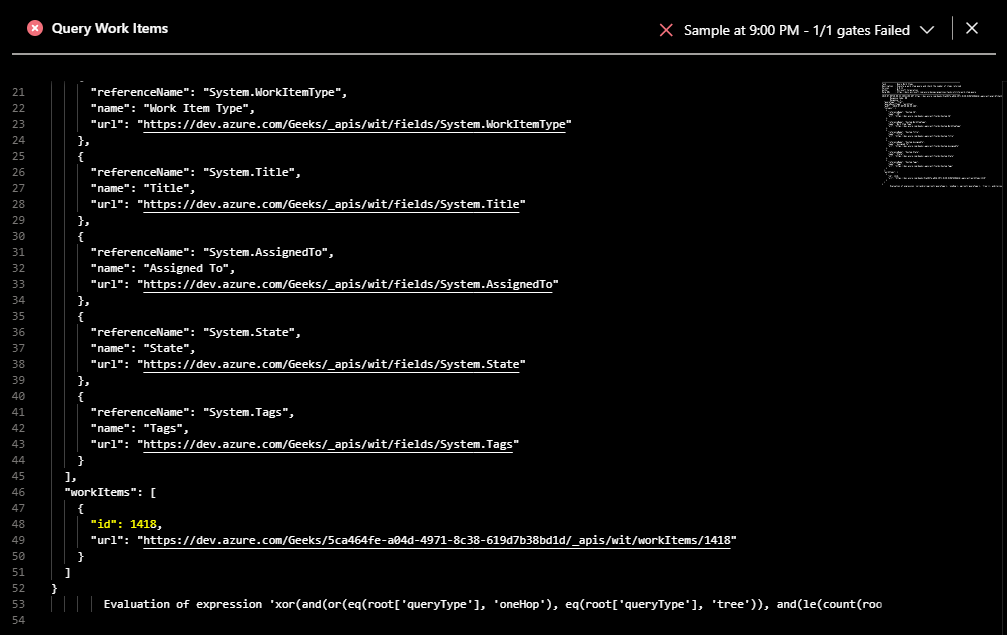 Query Work Items
Sample at 9:00 PM - 1/1 gates Failed
21 "referenceName": "System.WorkItemType",
22 "name": "Work Item Type",
23 "url": "https://dev.azure.com/Geeks/_apis/wit/fields/System.WorkItemType"
24 },
25 {
26 "referenceName": "System.Title",
27 "name": "Title",
28 "url": "https://dev.azure.com/Geeks/_apis/wit/fields/System.Title"
29 },
30 {
31 "referenceName": "System.AssignedTo",
32 "name": "Assigned To",
33 "url": "https://dev.azure.com/Geeks/_apis/wit/fields/System.AssignedTo"
34 },
35 {
36 "referenceName": "System.State",
37 "name": "State",
38 "url": "https://dev.azure.com/Geeks/_apis/wit/fields/System.State"
39 },
40 {
41 "referenceName": "System.Tags",
42 "name": "Tags",
43 "url": "https://dev.azure.com/Geeks/_apis/wit/fields/System.Tags"
44 }
45 ],
46 "workItems": [
47 {
48 "id": 1418,
49 "url": "https://dev.azure.com/Geeks/5ca464fe-a04d-4971-8c38-619d7b38bd1d/_apis/wit/workItems/1418"
50 }
51 ]
52 }
53 Evaluation of expression 'xor(and(or(eq(root['queryType'], 'oneHop'), eq(root['queryType'], 'tree')), and(le(count(roo
54